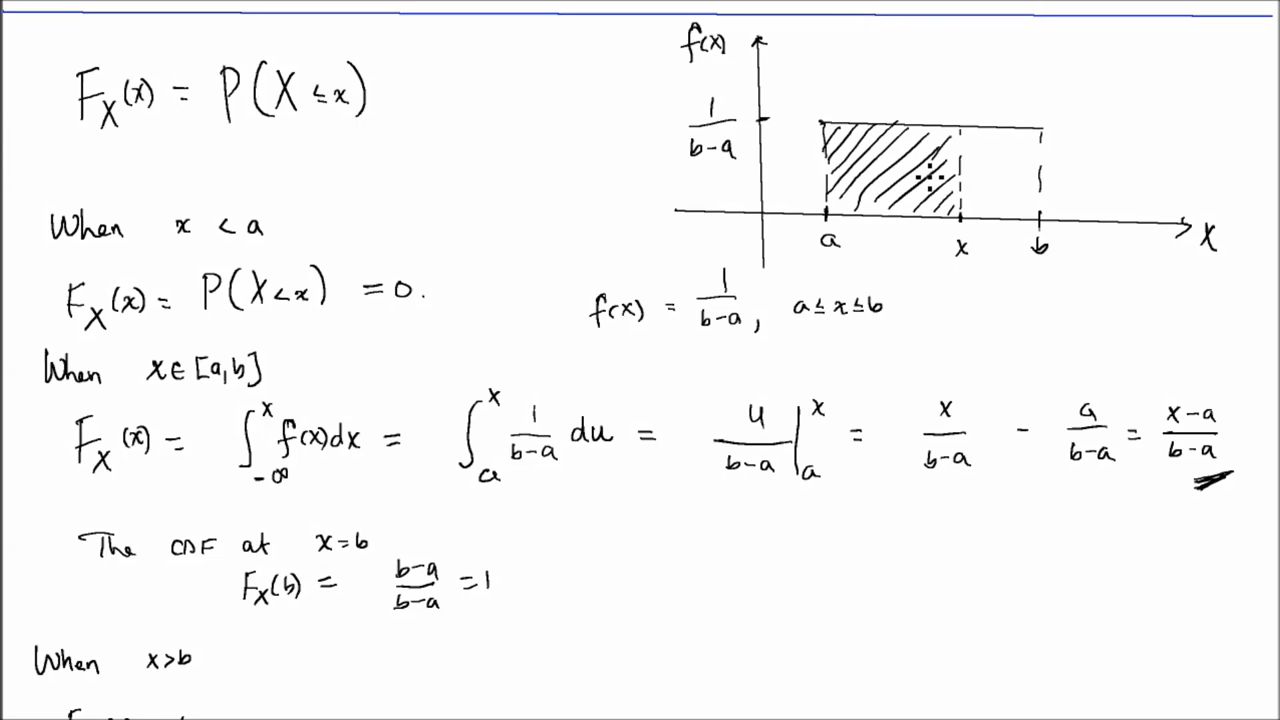 F_X(x) = P(X ≤ x)
f(x)
1/(b-a)
a x b X
When x < a
F_X(x) = P(X < x) = 0.
f(x) = 1/(b-a), a ≤ x ≤ b
When x ∈ [a,b]
F_X(x) = ∫_{-∞}^{x} f(x)dx = ∫_{a}^{x} 1/(b-a) du = u/(b-a) |_{a}^{x} = x/(b-a) - a/(b-a) = (x-a)/(b-a)
The CDF at x=b
F_X(b) = (b-a)/(b-a) = 1
When x>b